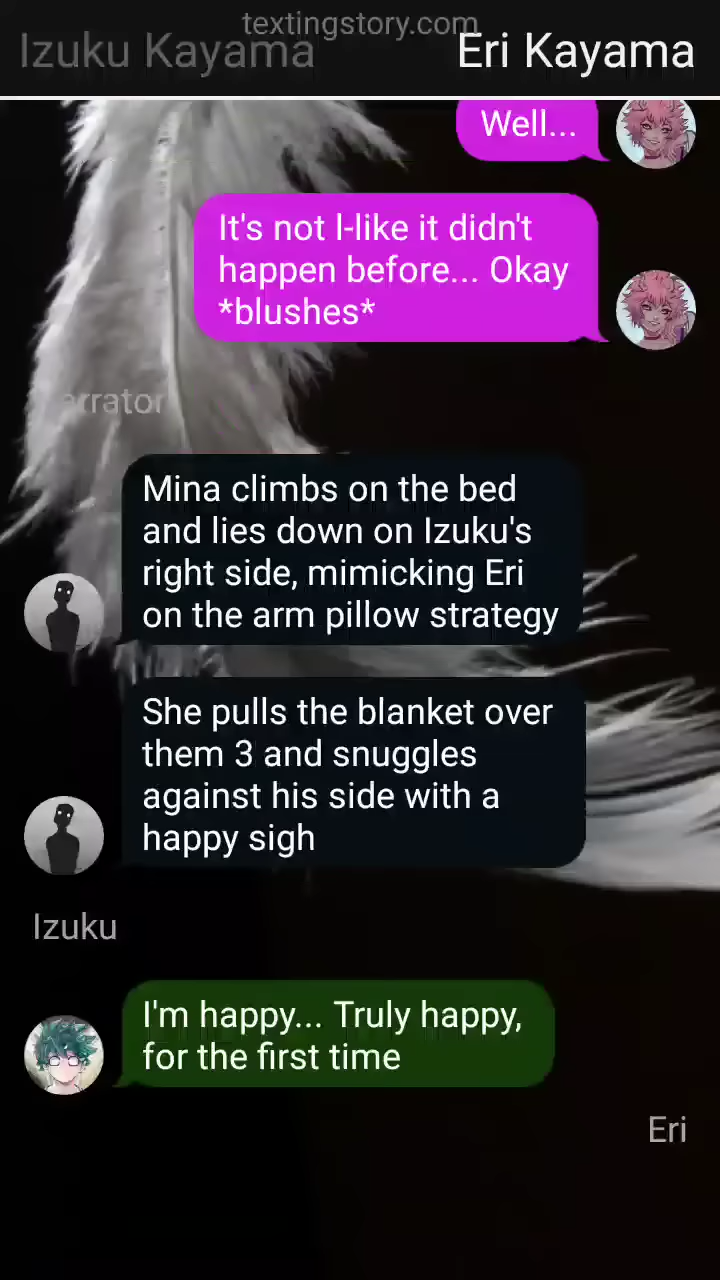 textingstory.com
Izuku Kayama
Eri Kayama
Well...
It's not l-like it didn't
happen before... Okay
*blushes*
arrator
Mina climbs on the bed
and lies down on Izuku's
right side, mimicking Eri
on the arm pillow strategy
She pulls the blanket over
them 3 and snuggles
against his side with a
happy sigh
Izuku
I'm happy... Truly happy,
for the first time
Eri